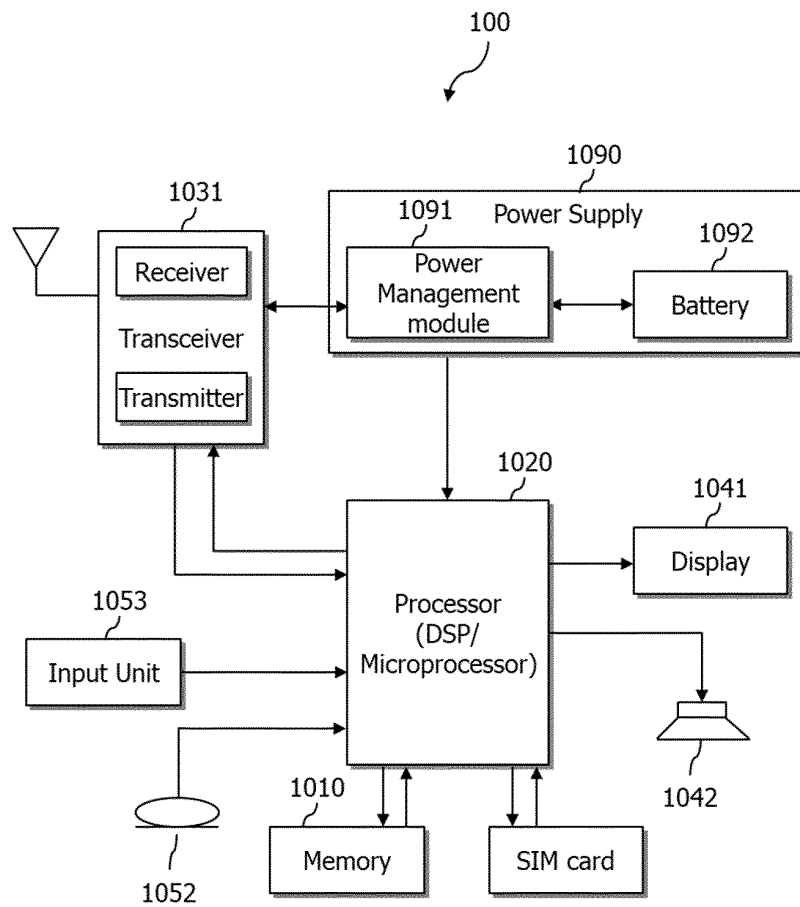 100
1090
1031
1091
Power Supply
1092
Receiver
Power
Management
module
Battery
Transceiver
Transmitter
1020
1041
Display
1053
Processor
(DSP/
Microprocessor)
Input Unit
1042
1010
Memory
SIM card
1052